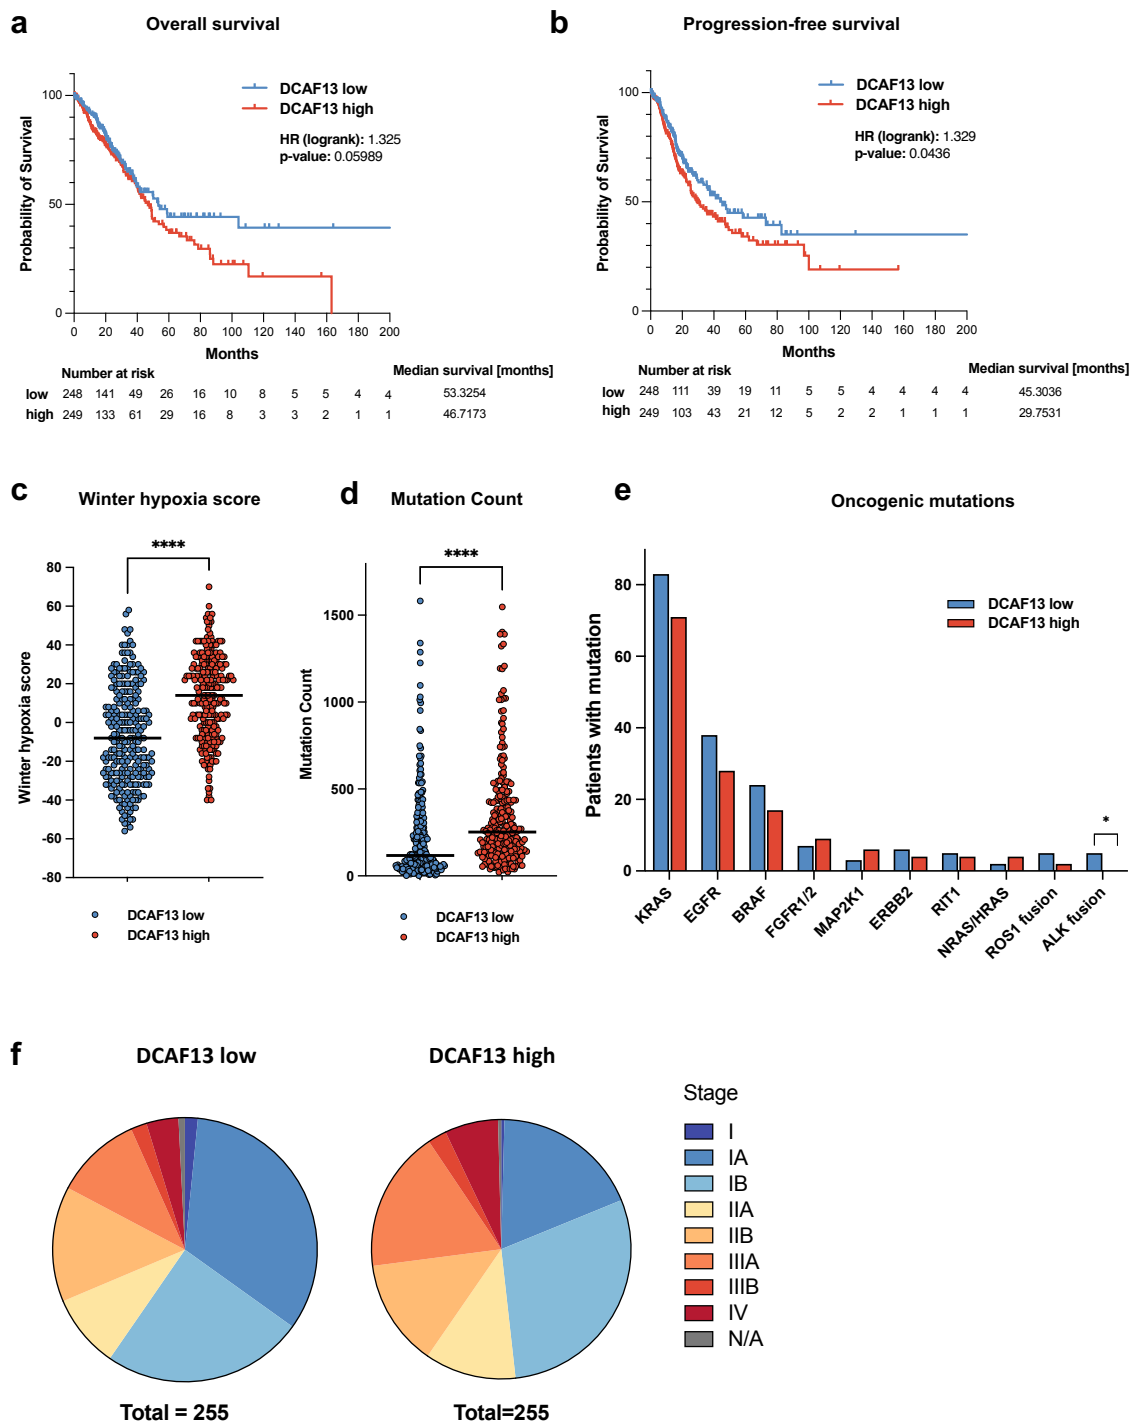 a
Overall survival
DCAF13 low
DCAF13 high
HR (logrank): 1.325
p-value: 0.05989
Probability of Survival
100
50
0
0 20 40 60 80 100 120 140 160 180 200
Months
Number at risk
Median survival [months]
low 248 141 49 26 16 10 8 5 5 4 4 53.3254
high 249 133 61 29 16 8 3 3 2 1 1 46.7173
b
Progression-free survival
DCAF13 low
DCAF13 high
HR (logrank): 1.329
p-value: 0.0436
Probability of Survival
100
50
0
0 20 40 60 80 100 120 140 160 180 200
Months
Number at risk
Median survival [months]
low 248 111 39 19 11 5 5 4 4 4 4 45.3036
high 249 103 43 21 12 5 2 2 1 1 1 29.7531
c
Winter hypoxia score
****
Winter hypoxia score
80
60
40
20
0
-20
-40
-60
-80
DCAF13 low
DCAF13 high
d
Mutation Count
****
Mutation Count
1500
1000
500
0
DCAF13 low
DCAF13 high
e
Oncogenic mutations
DCAF13 low
DCAF13 high
Patients with mutation
80
60
40
20
0
*
KRAS
EGFR
BRAF
FGFR1/2
MAP2K1
ERBB2
RIT1
NRAS/HRAS
ROS1 fusion
ALK fusion
f
DCAF13 low
DCAF13 high
Total = 255
Total=255
Stage
I
IA
IB
IIA
IIB
IIIA
IIIB
IV
N/A